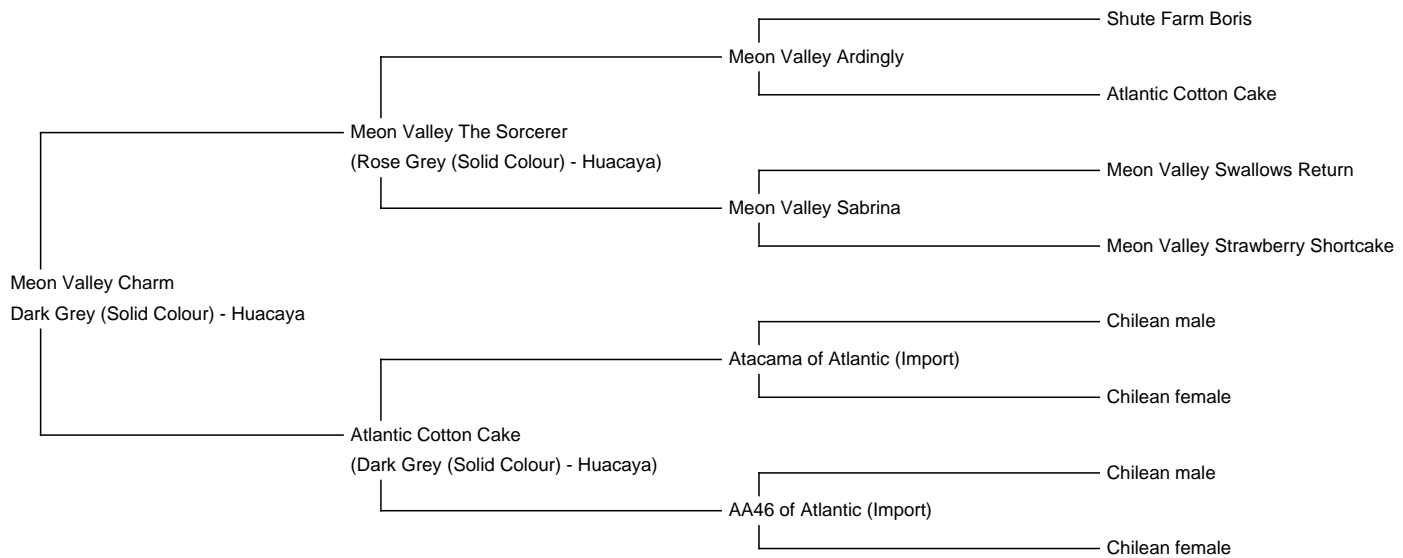 Shute Farm Boris
Meon Valley Ardingly
Atlantic Cotton Cake
Meon Valley The Sorcerer
(Rose Grey (Solid Colour) - Huacaya)
Meon Valley Swallows Return
Meon Valley Sabrina
Meon Valley Strawberry Shortcake
Meon Valley Charm
Dark Grey (Solid Colour) - Huacaya
Chilean male
Atacama of Atlantic (Import)
Chilean female
Atlantic Cotton Cake
(Dark Grey (Solid Colour) - Huacaya)
Chilean male
AA46 of Atlantic (Import)
Chilean female